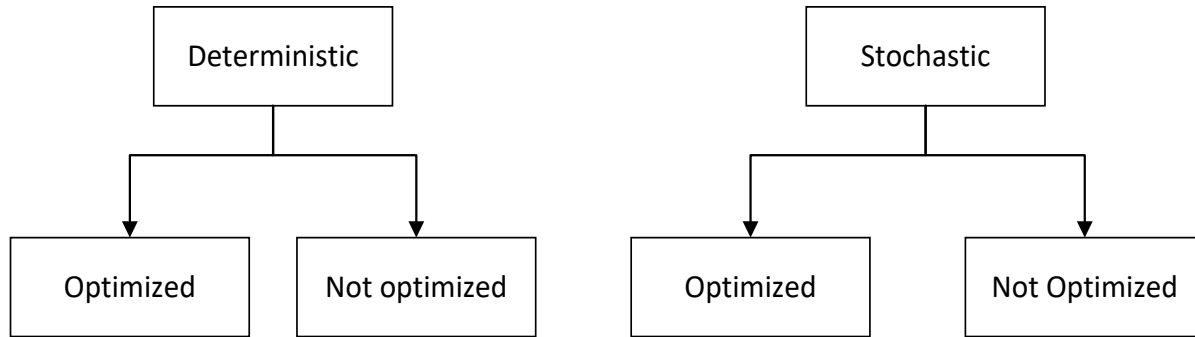 Deterministic
Stochastic
Optimized
Not optimized
Optimized
Not Optimized